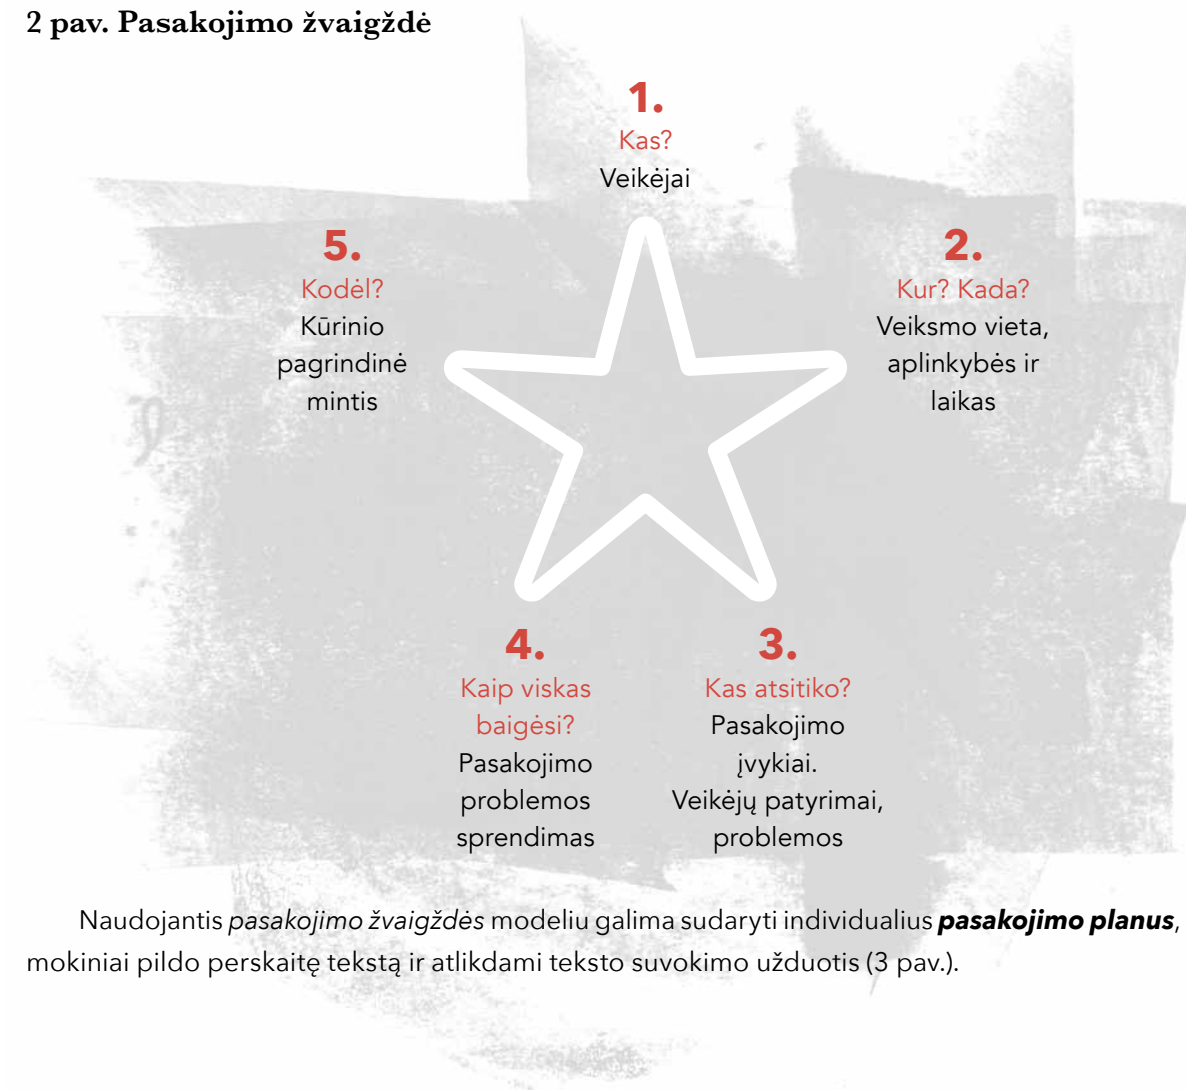 2 pav. Pasakojimo žvaigždė
1.
Kas?
Veikėjai
2.
Kur? Kada?
Veiksmo vieta,
aplinkybės ir
laikas
3.
Kas atsitiko?
Pasakojimo
įvykiai.
Veikėjų patyrimai,
problemos
4.
Kaip viskas
baigėsi?
Pasakojimo
problemos
sprendimas
5.
Kodėl?
Kūrinio
pagrindinė
mintis
Naudojantis pasakojimo žvaigždės modeliu galima sudaryti individualius pasakojimo planus,
mokiniai pildo perskaitę tekstą ir atlikdami teksto suvokimo užduotis (3 pav.).